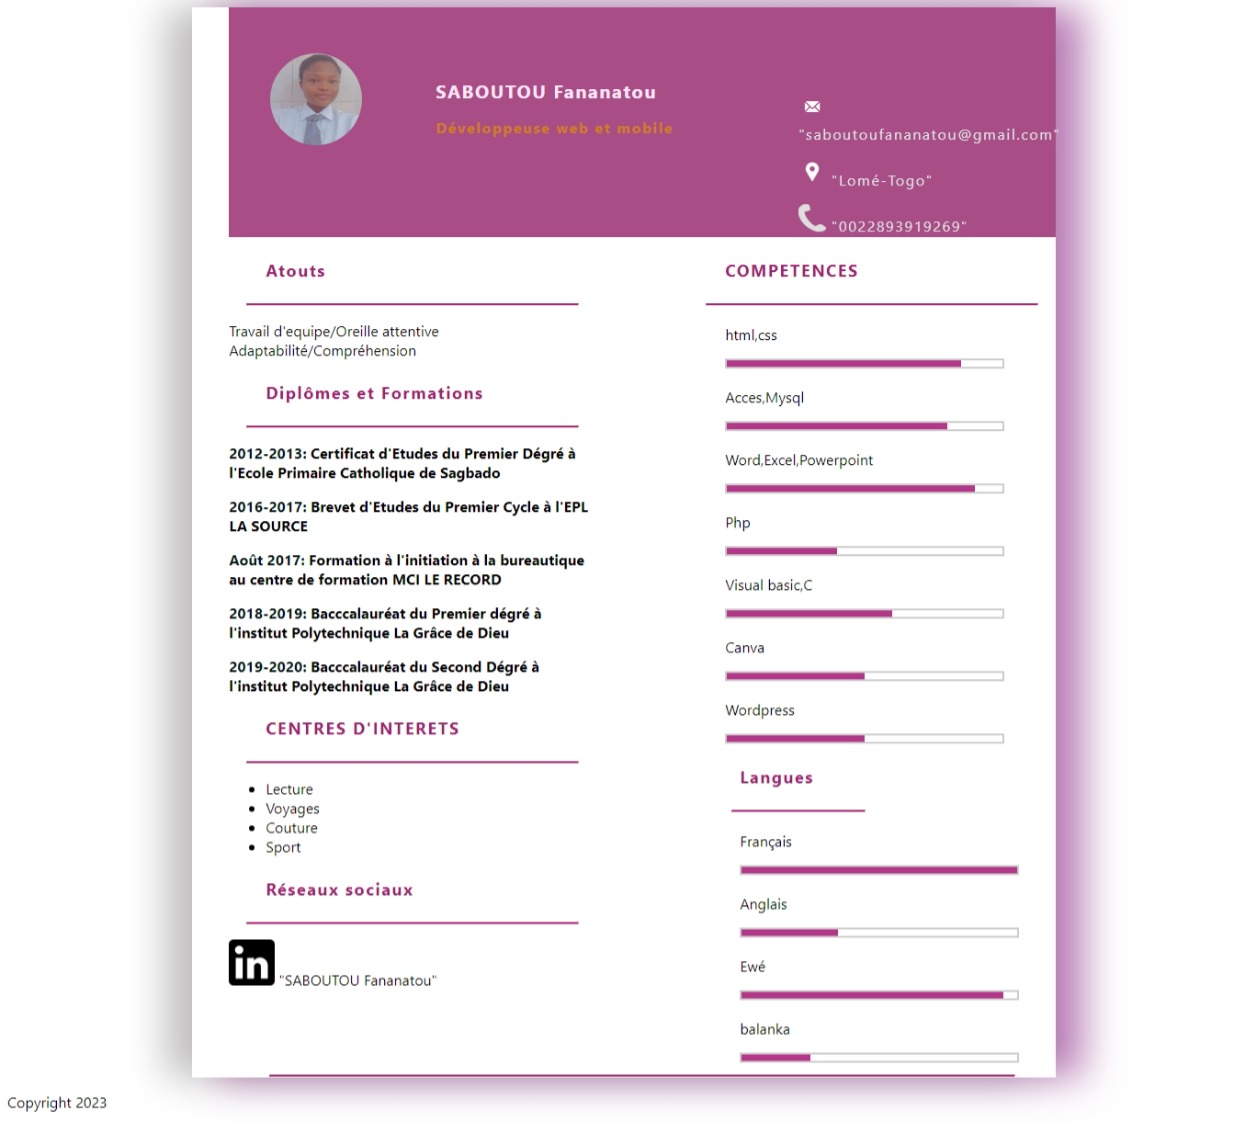 SABOUTOU Fananatou
Développeuse web et mobile
"saboutoufananatou@gmail.com"
"Lomé-Togo"
"0022893919269"
Atouts
Travail d'equipe/Oreille attentive
Adaptabilité/Compréhension
Diplômes et Formations
2012-2013: Certificat d'Etudes du Premier Dégré à
l'Ecole Primaire Catholique de Sagbado
2016-2017: Brevet d'Etudes du Premier Cycle à l'EPL
LA SOURCE
Août 2017: Formation à l'initiation à la bureautique
au centre de formation MCI LE RECORD
2018-2019: Bacccalauréat du Premier dégré à
l'institut Polytechnique La Grâce de Dieu
2019-2020: Bacccalauréat du Second Dégré à
l'institut Polytechnique La Grâce de Dieu
CENTRES D'INTERETS
Lecture
Voyages
Couture
Sport
Réseaux sociaux
in "SABOUTOU Fananatou"
COMPETENCES
html,css
Acces,Mysql
Word,Excel,Powerpoint
Php
Visual basic,C
Canva
Wordpress
Langues
Français
Anglais
Ewé
balanka
Copyright 2023